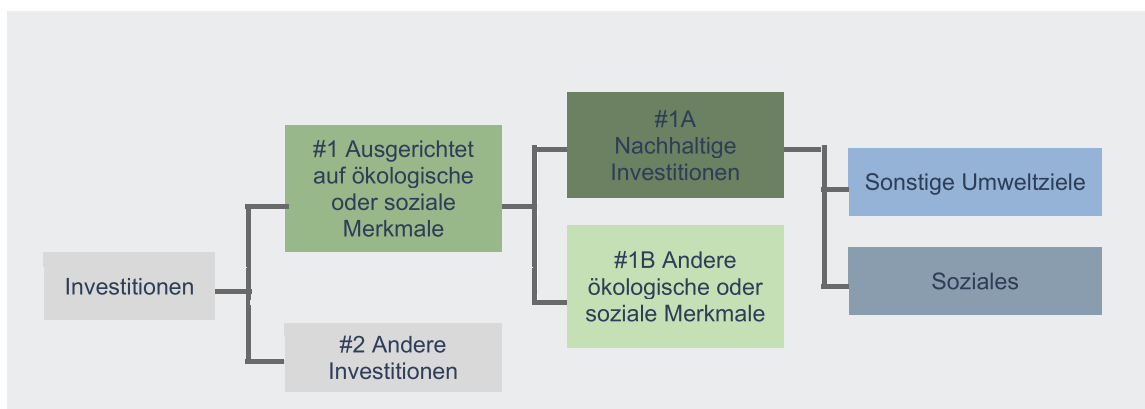 Investitionen
#1 Ausgerichtet
auf ökologische
oder soziale
Merkmale
#2 Andere
Investitionen
#1A
Nachhaltige
Investitionen
#1B Andere
ökologische oder
soziale Merkmale
Sonstige Umweltziele
Soziales